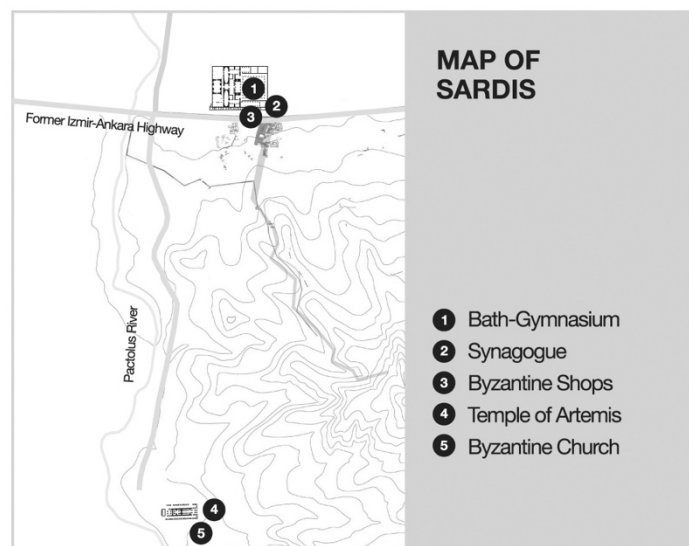 MAP OF
SARDIS
1
2
3
Former Izmir-Ankara Highway
Pactolus River
4
5
1 Bath-Gymnasium
2 Synagogue
3 Byzantine Shops
4 Temple of Artemis
5 Byzantine Church